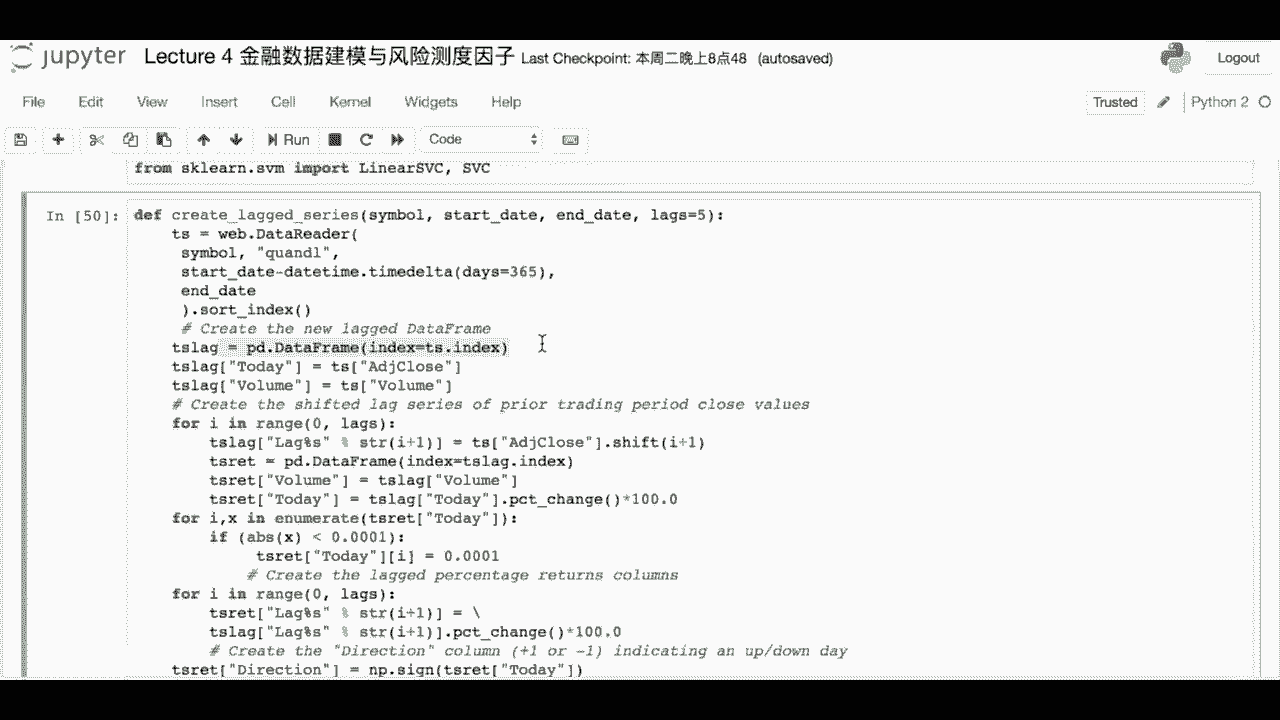 jupyter Lecture 4 金融数据建模与风险测度因子 Last Checkpoint: 本周二晚上8点48 (autosaved) Logout
File Edit View Insert Cell Kernel Widgets Help Trusted Python 2
Run Code
from sklearn.svm import LinearSVC, SVC
In [50]: def create_lagged_series(symbol, start_date, end_date, lags=5):
ts = web.DataReader(
symbol, "quandl",
start_date-datetime.timedelta(days=365),
end_date
).sort_index()
# Create the new lagged DataFrame
tslag = pd.DataFrame(index=ts.index)
tslag["Today"] = ts["AdjClose"]
tslag["Volume"] = ts["Volume"]
# Create the shifted lag series of prior trading period close values
for i in range(0, lags):
tslag["Lag%s" % str(i+1)] = ts["AdjClose"].shift(i+1)
tsret = pd.DataFrame(index=tslag.index)
tsret["Volume"] = tslag["Volume"]
tsret["Today"] = tslag["Today"].pct_change()*100.0
for i,x in enumerate(tsret["Today"]):
if (abs(x) < 0.0001):
tsret["Today"][i] = 0.0001
# Create the lagged percentage returns columns
for i in range(0, lags):
tsret["Lag%s" % str(i+1)] = \
tslag["Lag%s" % str(i+1)].pct_change()*100.0
# Create the "Direction" column (+1 or -1) indicating an up/down day
tsret["Direction"] = np.sign(tsret["Today"])